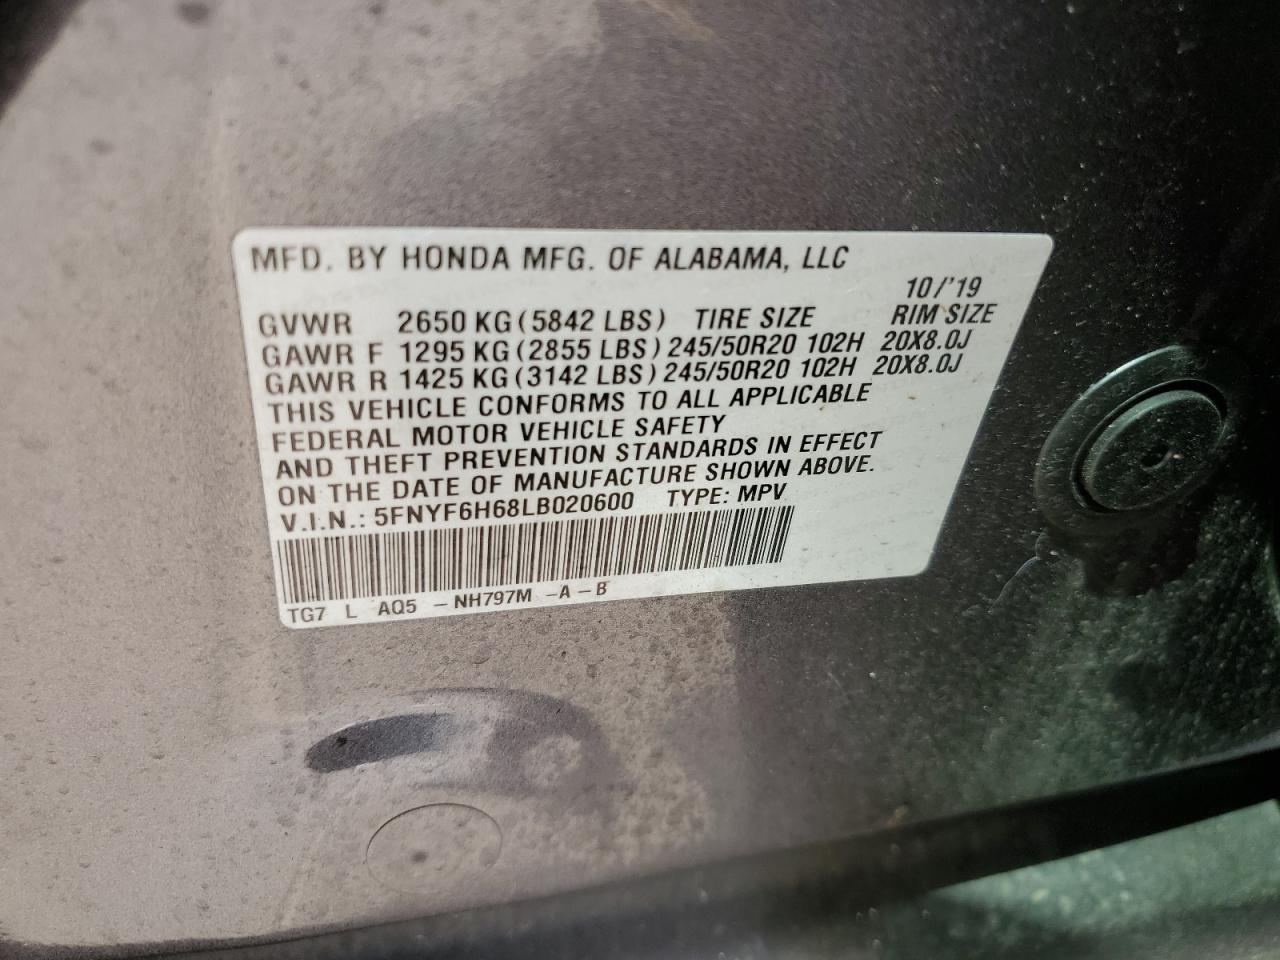 MFD. BY HONDA MFG. OF ALABAMA, LLC
10/'19
GVWR 2650 KG (5842 LBS) TIRE SIZE RIM SIZE
GAWR F 1295 KG (2855 LBS) 245/50R20 102H 20X8.0J
GAWR R 1425 KG (3142 LBS) 245/50R20 102H 20X8.0J
THIS VEHICLE CONFORMS TO ALL APPLICABLE
FEDERAL MOTOR VEHICLE SAFETY
AND THEFT PREVENTION STANDARDS IN EFFECT
ON THE DATE OF MANUFACTURE SHOWN ABOVE.
V.I.N.: 5FNYF6H68LB020600 TYPE: MPV
TG7 L AQ5 - NH797M - A - B